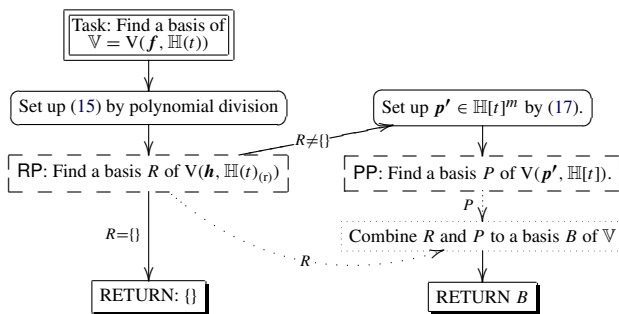 Task: Find a basis of
𝕍 = V(f, ℍ(t))
Set up (15) by polynomial division
Set up p′ ∈ ℍ[t]ᵐ by (17).
R≠{}
RP: Find a basis R of V(h, ℍ(t)₍ᵣ₎)
PP: Find a basis P of V(p′, ℍ[t]).
P
R={}
Combine R and P to a basis B of 𝕍
R
RETURN: {}
RETURN B